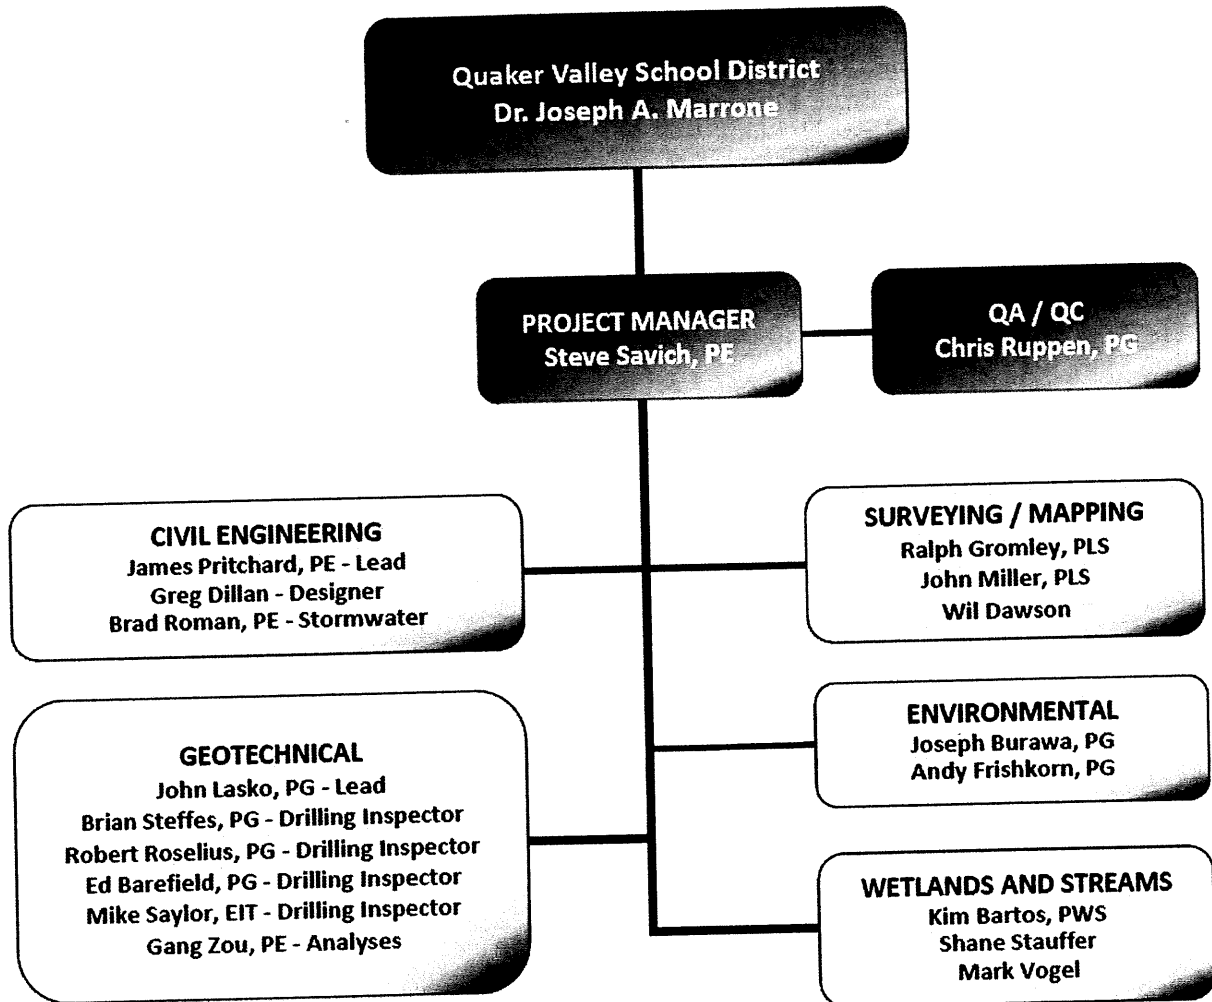 Quaker Valley School District
Dr. Joseph A. Marrone
PROJECT MANAGER
Steve Savich, PE
QA / QC
Chris Ruppen, PG
CIVIL ENGINEERING
James Pritchard, PE - Lead
Greg Dillan - Designer
Brad Roman, PE - Stormwater
SURVEYING / MAPPING
Ralph Gromley, PLS
John Miller, PLS
Wil Dawson
GEOTECHNICAL
John Lasko, PG - Lead
Brian Steffes, PG - Drilling Inspector
Robert Roselius, PG - Drilling Inspector
Ed Barefield, PG - Drilling Inspector
Mike Saylor, EIT - Drilling Inspector
Gang Zou, PE - Analyses
ENVIRONMENTAL
Joseph Burawa, PG
Andy Frishkorn, PG
WETLANDS AND STREAMS
Kim Bartos, PWS
Shane Stauffer
Mark Vogel